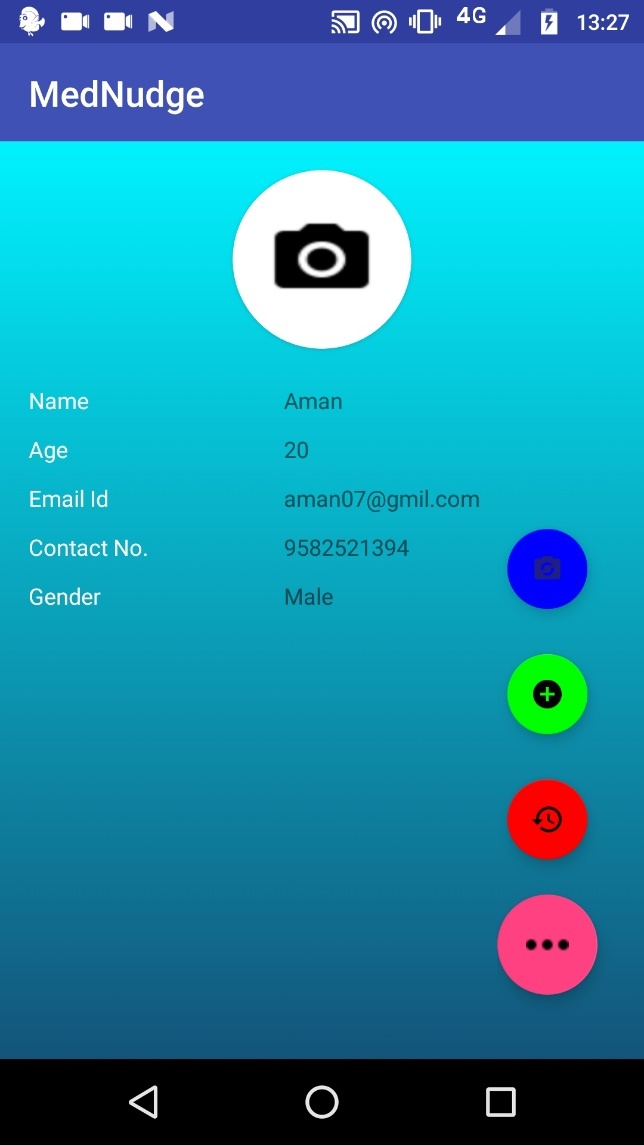 4G 13:27
MedNudge
Name Aman
Age 20
Email Id aman07@gmil.com
Contact No. 9582521394
Gender Male